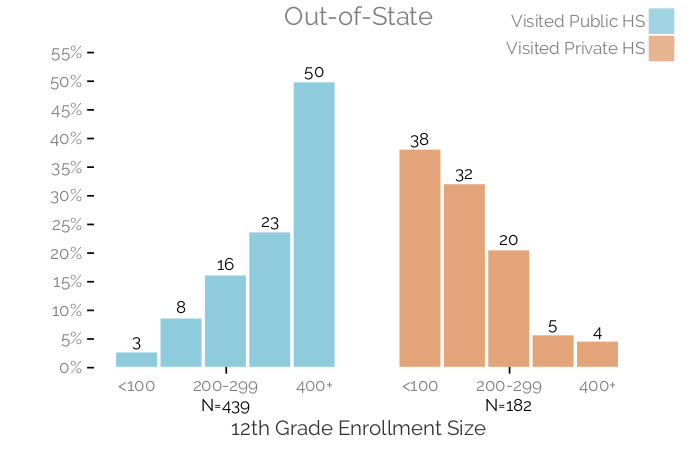 Out-of-State
Visited Public HS
Visited Private HS
55%
50%
45%
40%
35%
30%
25%
20%
15%
10%
5%
0%
3
8
16
23
50
38
32
20
5
4
<100 200-299 400+
<100 200-299 400+
N=439
N=182
12th Grade Enrollment Size